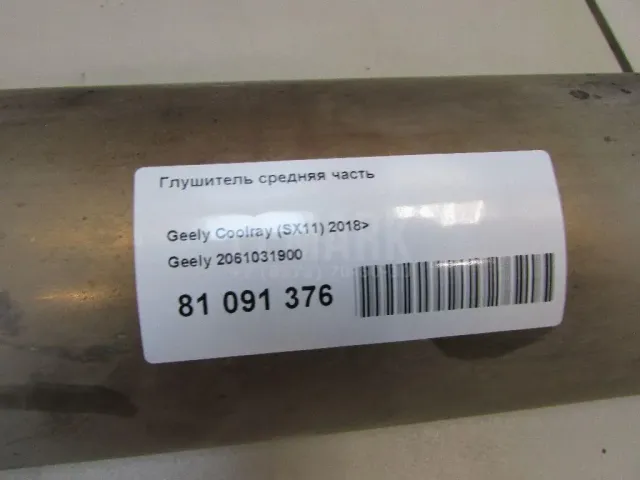 Глушитель средняя часть
Geely Coolray (SX11) 2018>
Geely 2061031900
81 091 376